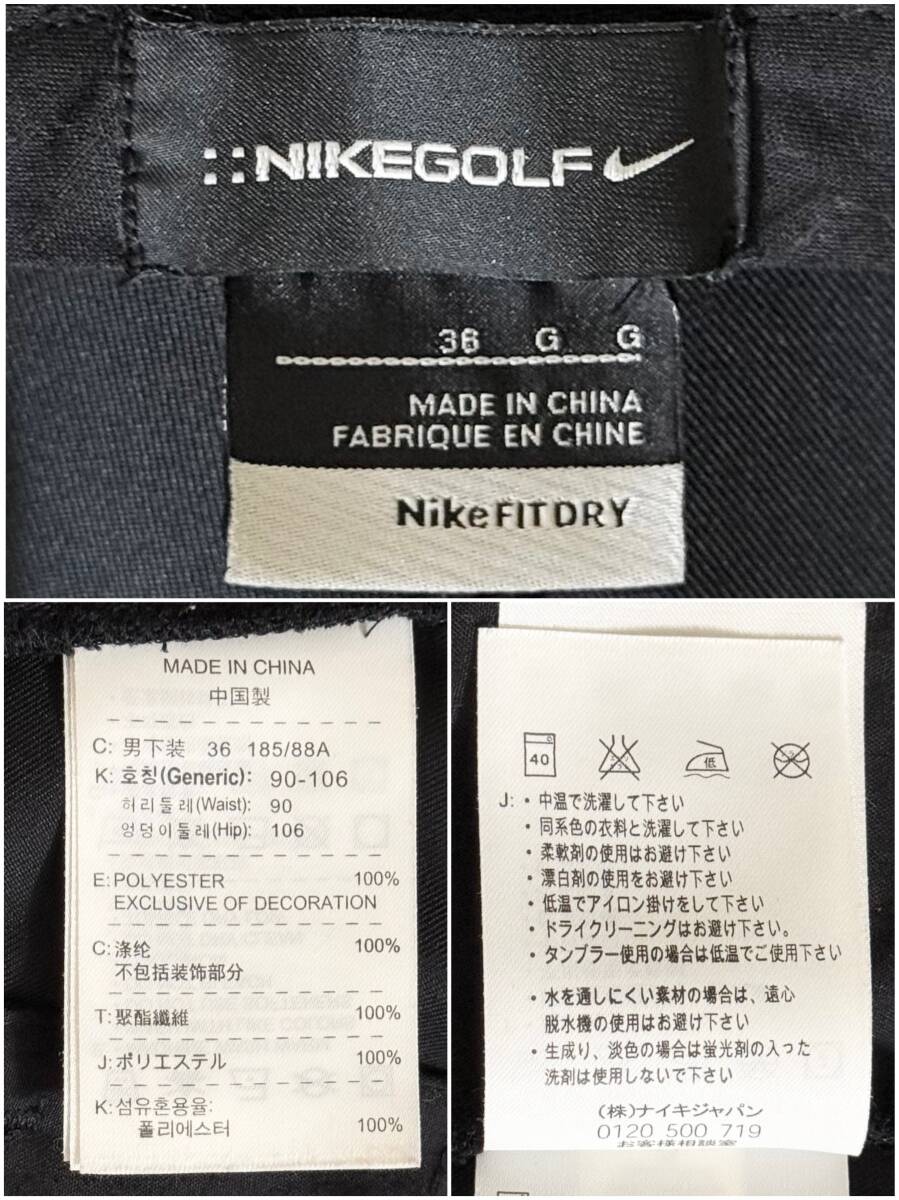 ::NIKEGOLF
36 G G
MADE IN CHINA
FABRIQUE EN CHINE
NikeFITDRY
MADE IN CHINA
中国製
C: 男下装 36 185/88A
K: 호칭(Generic): 90-106
허리둘레(Waist): 90
엉덩이둘레(Hip): 106
E: POLYESTER 100%
EXCLUSIVE OF DECORATION
C: 涤纶 100%
不包括装饰部分
T: 聚酯纖維 100%
J: ポリエステル 100%
K: 섬유혼용율:
폴리에스터 100%
40 低
J: ・中温で洗濯して下さい
・同系色の衣料と洗濯して下さい
・柔軟剤の使用はお避け下さい
・漂白剤の使用をお避け下さい
・低温でアイロン掛けをして下さい
・ドライクリーニングはお避け下さい。
・タンブラー使用の場合は低温でご使用下さい
・水を通しにくい素材の場合は、遠心
脱水機の使用はお避け下さい
・生成り、淡色の場合は蛍光剤の入った
洗剤は使用しないで下さい
(株)ナイキジャパン
0120 500 719
お客様相談室